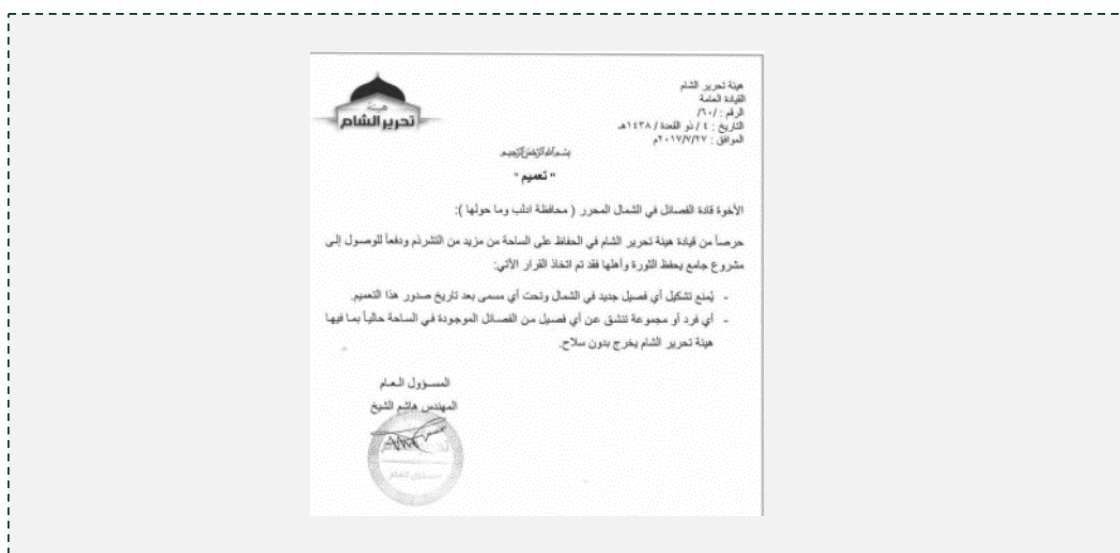 هيئة تحرير الشام
القيادة العامة
الرقم : /٦٠/
التاريخ : ٤ / ذو القعدة / ١٤٣٨هـ
الموافق : ٢٠١٧/٧/٢٧م
هيئة
تحرير الشام
بسم الله الرحمن الرحيم
" تعميم "
الأخوة قادة الفصائل في الشمال المحرر ( محافظة ادلب وما حولها ):
حرصاً من قيادة هيئة تحرير الشام في الحفاظ على الساحة من مزيد من التشرذم ودفعاً للوصول إلى
مشروع جامع يحفظ الثورة وأهلها فقد تم اتخاذ القرار الآتي:
- يُمنع تشكيل أي فصيل جديد في الشمال وتحت أي مسمى بعد تاريخ صدور هذا التعميم.
- أي فرد أو مجموعة تنشق عن أي فصيل من الفصائل الموجودة في الساحة حالياً بما فيها
هيئة تحرير الشام يخرج بدون سلاح.
المسؤول العام
المهندس هاشم الشيخ